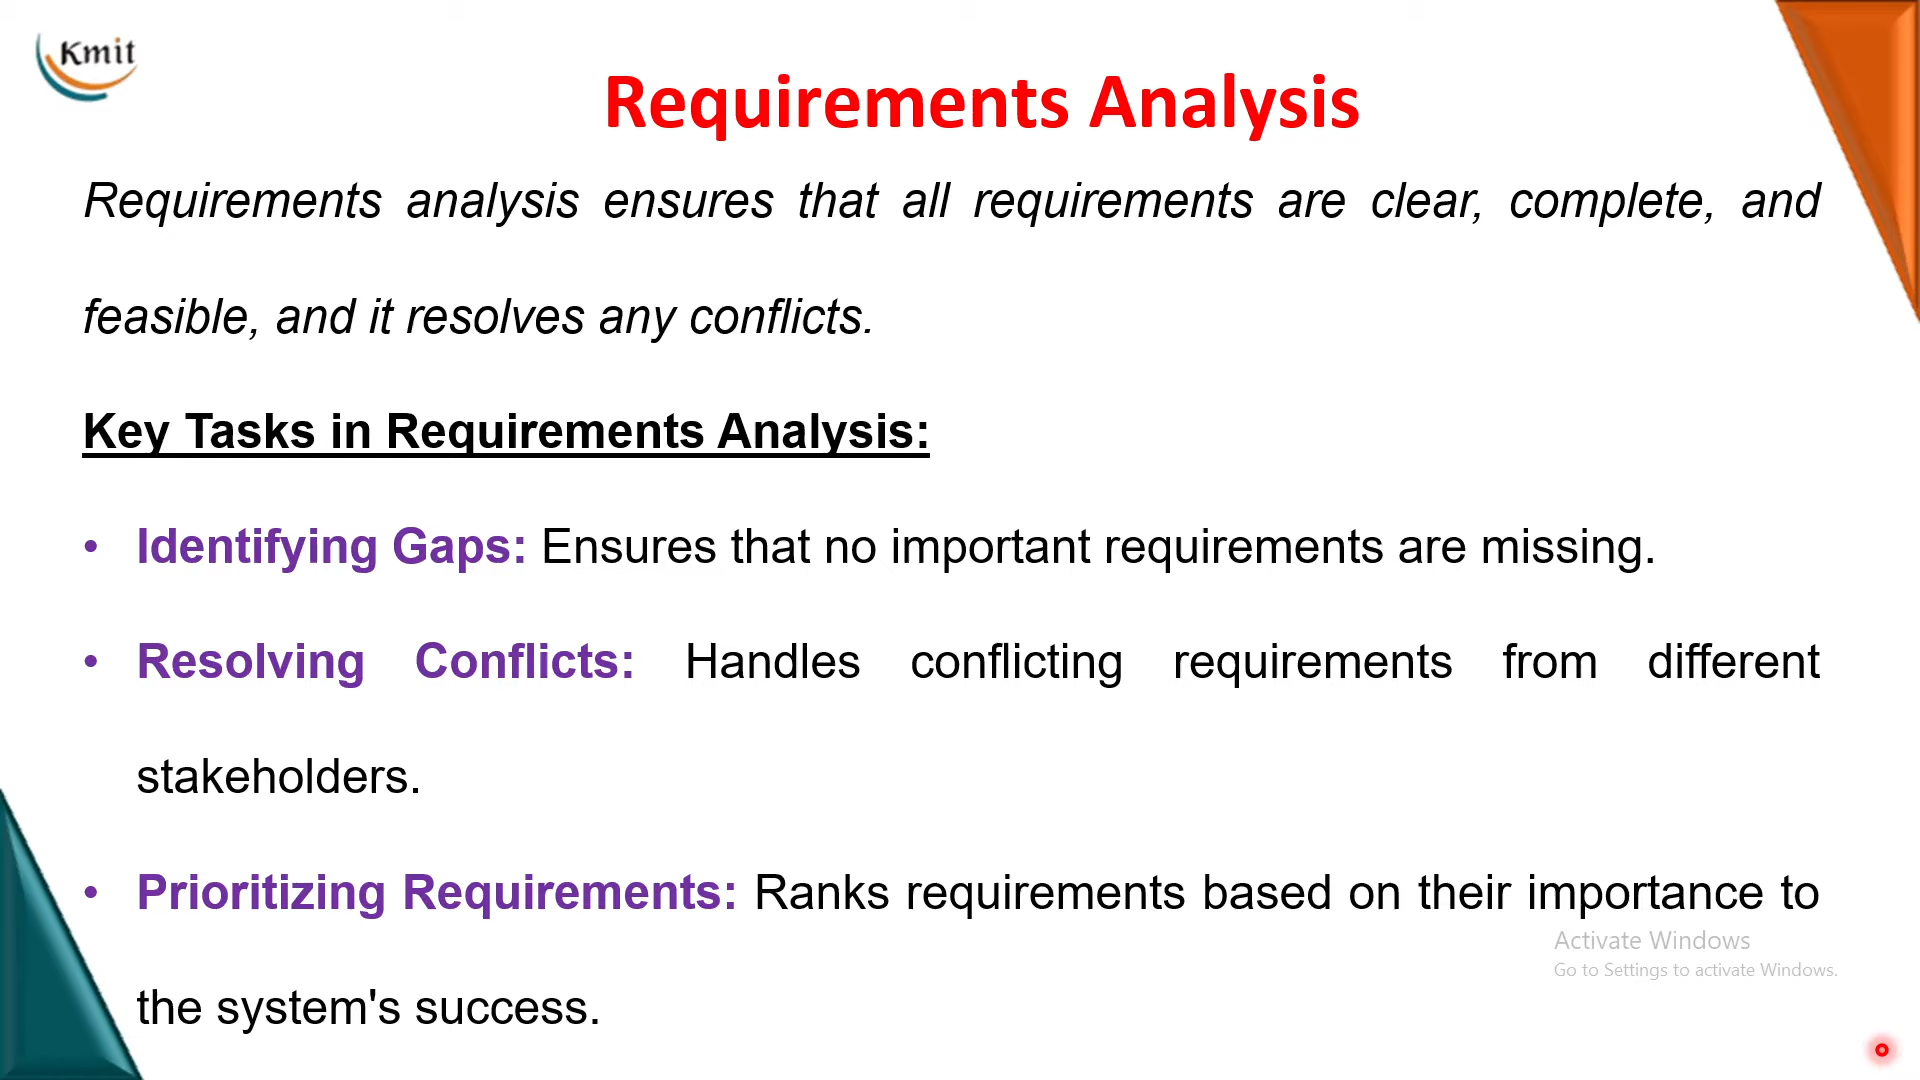 Kmit
Requirements Analysis
Requirements analysis ensures that all requirements are clear, complete, and
feasible, and it resolves any conflicts.
Key Tasks in Requirements Analysis:
• Identifying Gaps: Ensures that no important requirements are missing.
• Resolving Conflicts: Handles conflicting requirements from different
stakeholders.
• Prioritizing Requirements: Ranks requirements based on their importance to
the system's success.
Activate Windows
Go to Settings to activate Windows.